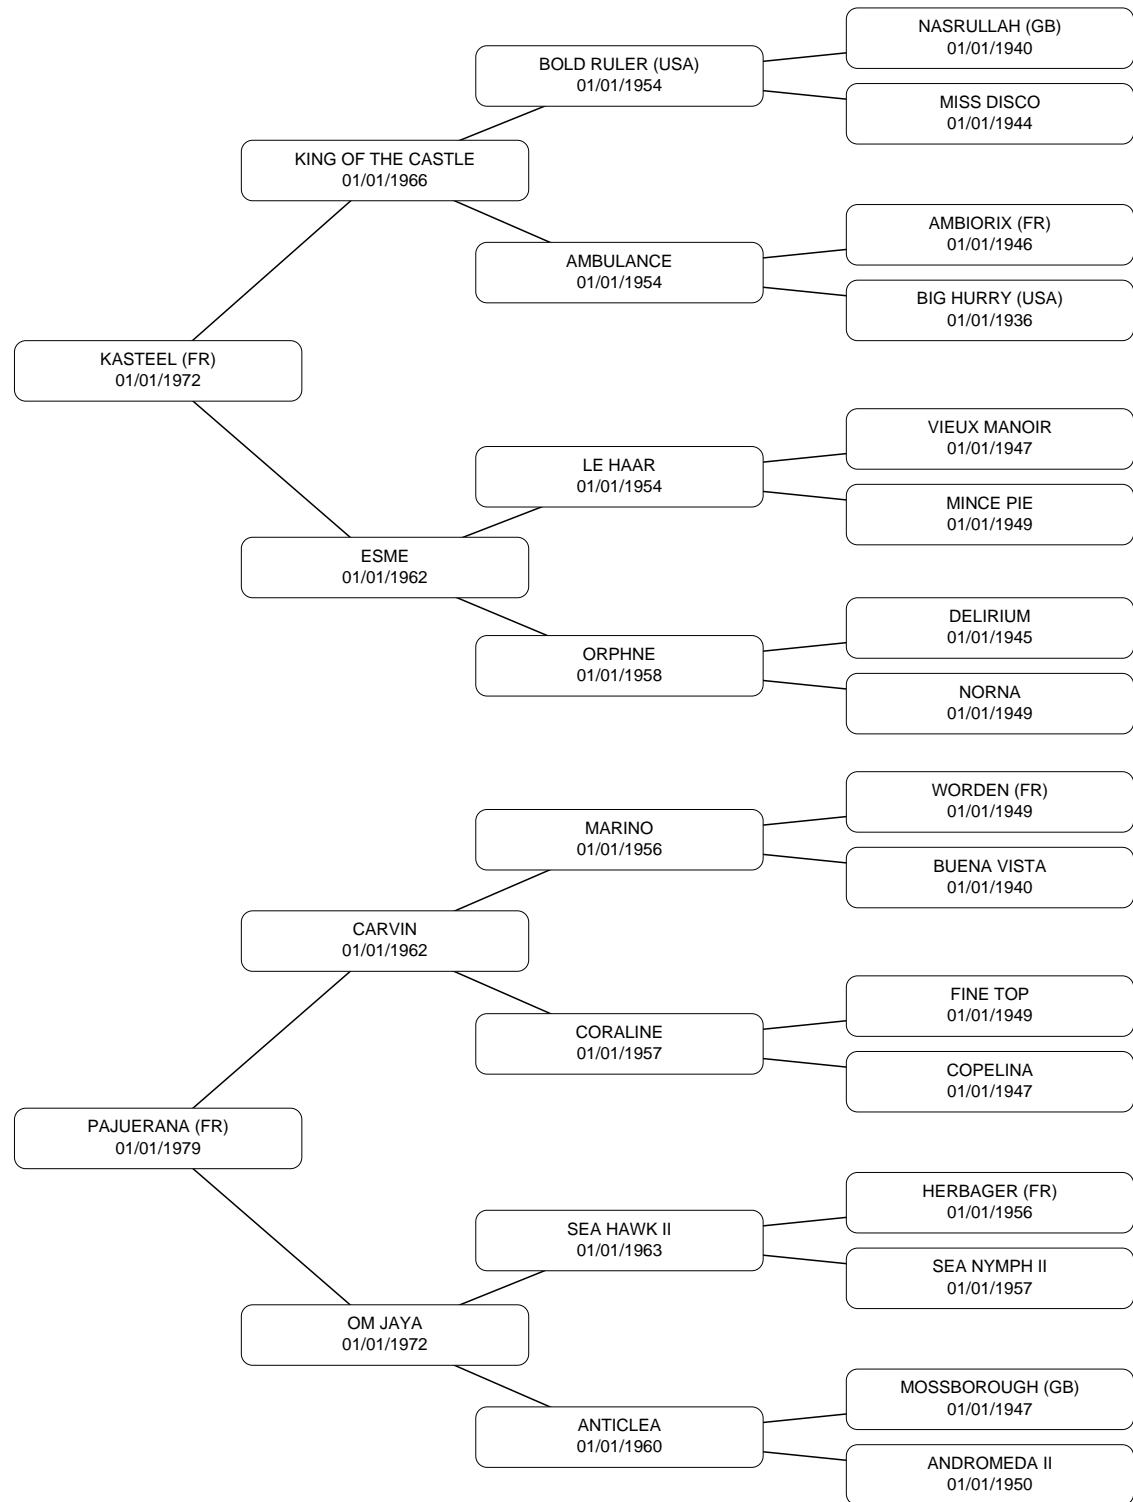 NASRULLAH (GB)
01/01/1940
BOLD RULER (USA)
01/01/1954
MISS DISCO
01/01/1944
KING OF THE CASTLE
01/01/1966
AMBIORIX (FR)
01/01/1946
AMBULANCE
01/01/1954
BIG HURRY (USA)
01/01/1936
KASTEEL (FR)
01/01/1972
VIEUX MANOIR
01/01/1947
LE HAAR
01/01/1954
MINCE PIE
01/01/1949
ESME
01/01/1962
DELIRIUM
01/01/1945
ORPHNE
01/01/1958
NORNA
01/01/1949
WORDEN (FR)
01/01/1949
MARINO
01/01/1956
BUENA VISTA
01/01/1940
CARVIN
01/01/1962
FINE TOP
01/01/1949
CORALINE
01/01/1957
COPELINA
01/01/1947
PAJUERANA (FR)
01/01/1979
HERBAGER (FR)
01/01/1956
SEA HAWK II
01/01/1963
SEA NYMPH II
01/01/1957
OM JAYA
01/01/1972
MOSSBOROUGH (GB)
01/01/1947
ANTICLEA
01/01/1960
ANDROMEDA II
01/01/1950